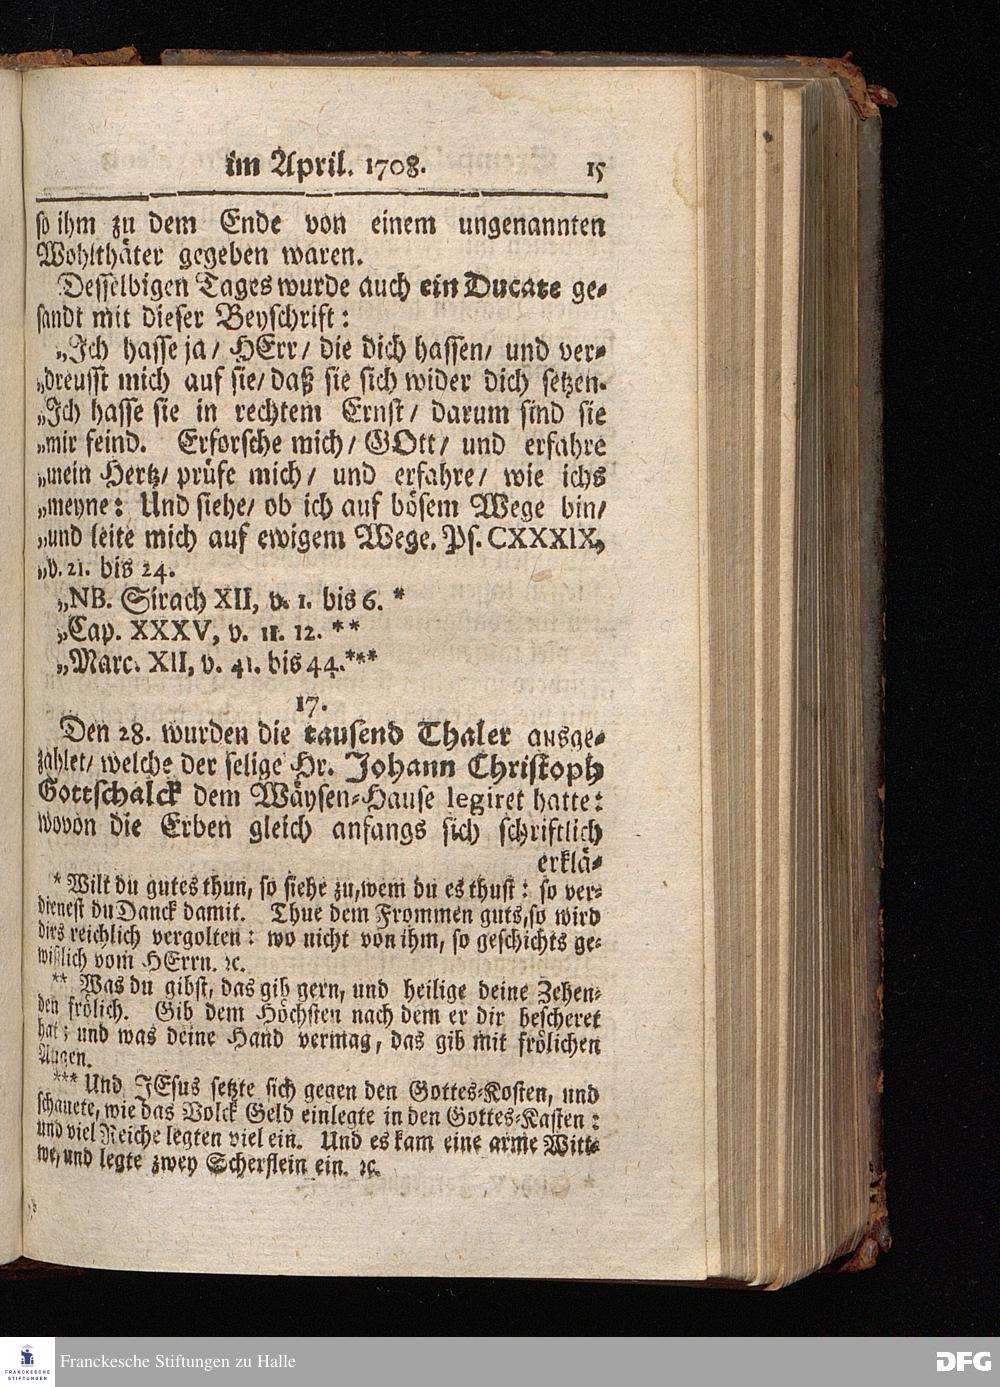 im April. 1708. 15
so ihm zu dem Ende von einem ungenannten
Wohlthäter gegeben waren.
Desselbigen Tages wurde auch ein Ducate ge-
sandt mit dieser Beyschrift:
„Ich hasse ja/ HErr/ die dich hassen/ und ver-
„dreusst mich auf sie/ daß sie sich wider dich setzen.
„Ich hasse sie in rechtem Ernst/ darum sind sie
„mir feind. Erforsche mich/ GOtt/ und erfahre
„mein Hertz/ prüfe mich/ und erfahre/ wie ichs
„meyne: Und siehe/ ob ich auf bösem Wege bin/
„und leite mich auf ewigem Wege. Ps. CXXXIX,
„v. 21. bis 24.
„NB. Sirach XII, v. 1. bis 6. *
„Cap. XXXV, v. 11. 12. **
„Marc. XII, v. 41. bis 44.***
17.
Den 28. wurden die tausend Thaler ausge-
zahlet/ welche der selige Hr. Johann Christoph
Gottschalck dem Wäysen-Hause legiret hatte:
wovon die Erben gleich anfangs sich schriftlich
erklä-
* Wilt du gutes thun, so siehe zu, wem du es thust: so ver-
dienest du Danck damit. Thue dem Frommen guts, so wird
dirs reichlich vergolten: wo nicht von ihm, so geschichts ge-
wißlich vom HErrn. ꝛc.
** Was du gibst, das gib gern, und heilige deine Zehen-
den frölich. Gib dem Höchsten nach dem er dir bescheret
hat; und was deine Hand vermag, das gib mit frölichen
Augen.
*** Und JEsus setzte sich gegen den Gottes-Kosten, und
schauete, wie das Volck Geld einlegte in den Gottes-Kasten:
und viel Reiche legten viel ein. Und es kam eine arme Witt-
we, und legte zwey Scherflein ein. ꝛc.
FRANCKESCHE
STIFTUNGEN
Franckesche Stiftungen zu Halle
DFG